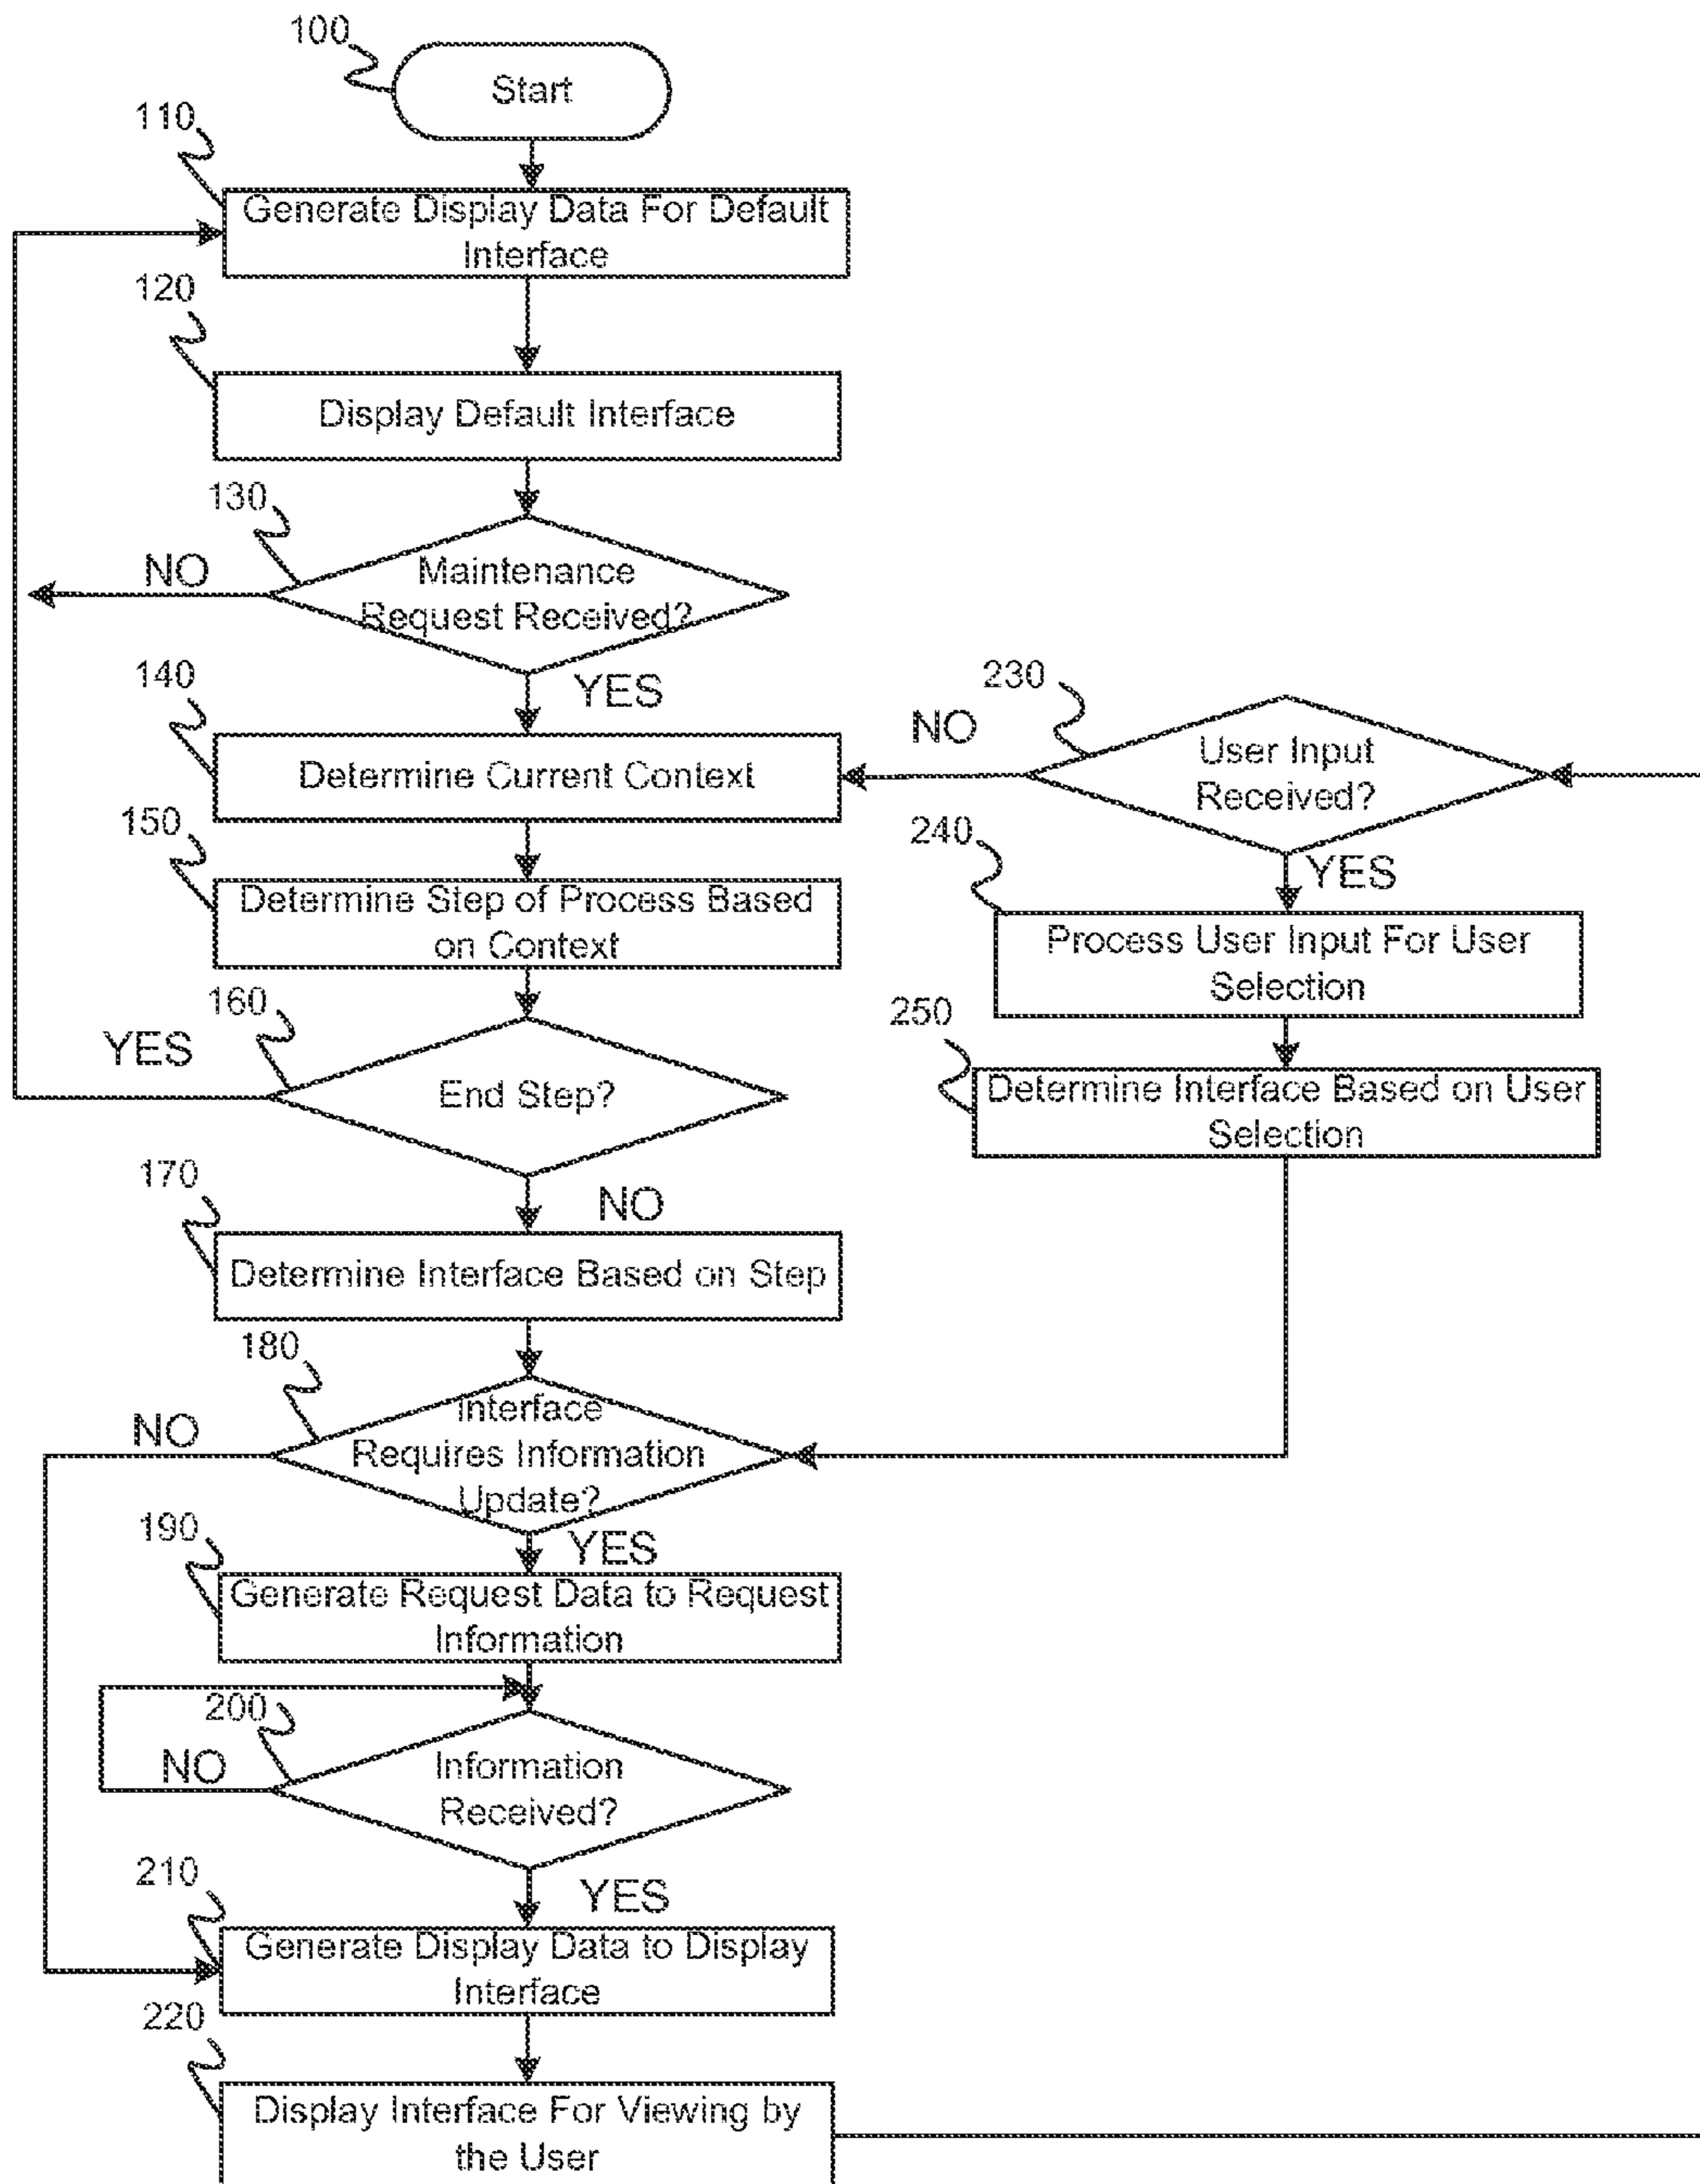 100
Start
110
Generate Display Data For Default
Interface
120
Display Default Interface
130
NO
Maintenance
Request Received?
YES
140
Determine Current Context
150
Determine Step of Process Based
on Context
160
YES
End Step?
NO
170
Determine Interface Based on Step
180
NO
Interface
Requires Information
Update?
YES
190
Generate Request Data to Request
Information
200
NO
Information
Received?
YES
210
Generate Display Data to Display
Interface
220
Display Interface For Viewing by
the User
230
NO
User Input
Received?
YES
240
Process User Input For User
Selection
250
Determine Interface Based on User
Selection